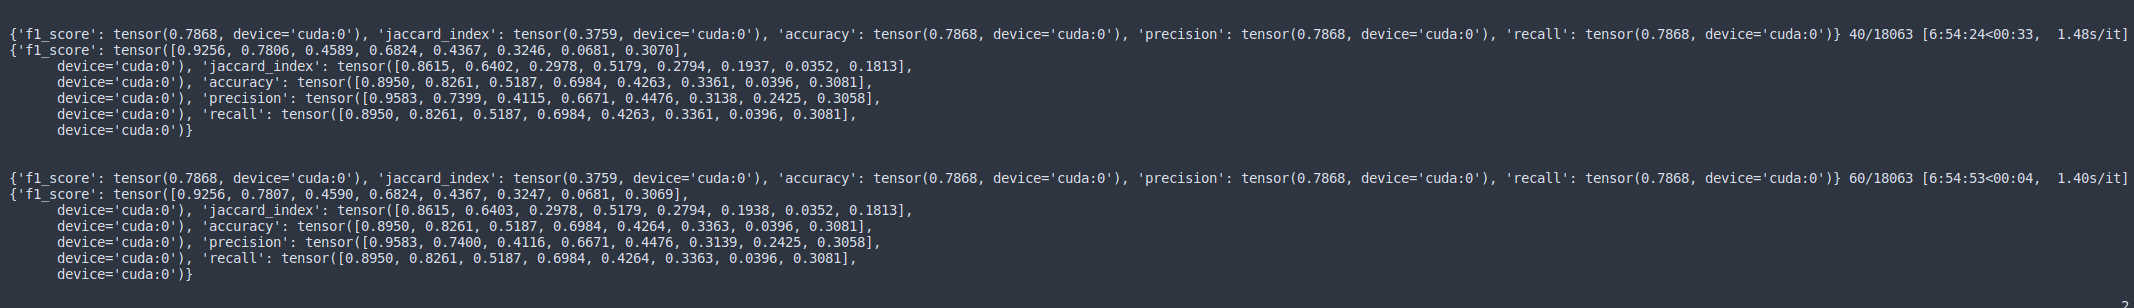 {'f1_score': tensor(0.7868, device='cuda:0'), 'jaccard_index': tensor(0.3759, device='cuda:0'), 'accuracy': tensor(0.7868, device='cuda:0'), 'precision': tensor(0.7868, device='cuda:0'), 'recall': tensor(0.7868, device='cuda:0')} 40/18063 [6:54:24<00:33,  1.48s/it]
{'f1_score': tensor([0.9256, 0.7806, 0.4589, 0.6824, 0.4367, 0.3246, 0.0681, 0.3070],
      device='cuda:0'), 'jaccard_index': tensor([0.8615, 0.6402, 0.2978, 0.5179, 0.2794, 0.1937, 0.0352, 0.1813],
      device='cuda:0'), 'accuracy': tensor([0.8950, 0.8261, 0.5187, 0.6984, 0.4263, 0.3361, 0.0396, 0.3081],
      device='cuda:0'), 'precision': tensor([0.9583, 0.7399, 0.4115, 0.6671, 0.4476, 0.3138, 0.2425, 0.3058],
      device='cuda:0'), 'recall': tensor([0.8950, 0.8261, 0.5187, 0.6984, 0.4263, 0.3361, 0.0396, 0.3081],
      device='cuda:0')}
{'f1_score': tensor(0.7868, device='cuda:0'), 'jaccard_index': tensor(0.3759, device='cuda:0'), 'accuracy': tensor(0.7868, device='cuda:0'), 'precision': tensor(0.7868, device='cuda:0'), 'recall': tensor(0.7868, device='cuda:0')} 60/18063 [6:54:53<00:04,  1.40s/it]
{'f1_score': tensor([0.9256, 0.7807, 0.4590, 0.6824, 0.4367, 0.3247, 0.0681, 0.3069],
      device='cuda:0'), 'jaccard_index': tensor([0.8615, 0.6403, 0.2978, 0.5179, 0.2794, 0.1938, 0.0352, 0.1813],
      device='cuda:0'), 'accuracy': tensor([0.8950, 0.8261, 0.5187, 0.6984, 0.4264, 0.3363, 0.0396, 0.3081],
      device='cuda:0'), 'precision': tensor([0.9583, 0.7400, 0.4116, 0.6671, 0.4476, 0.3139, 0.2425, 0.3058],
      device='cuda:0'), 'recall': tensor([0.8950, 0.8261, 0.5187, 0.6984, 0.4264, 0.3363, 0.0396, 0.3081],
      device='cuda:0')}